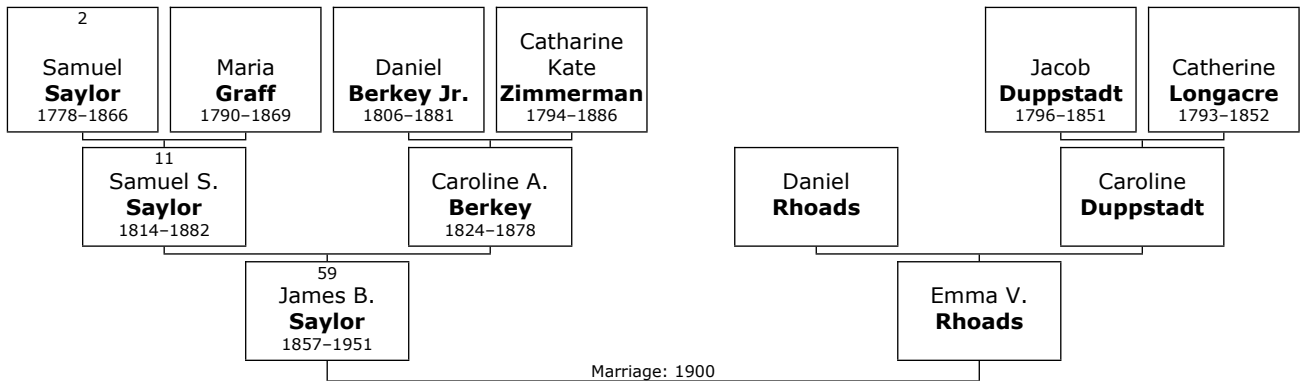 2
Samuel
Saylor
1778–1866
Maria
Graff
1790–1869
Daniel
Berkey Jr.
1806–1881
Catharine
Kate
Zimmerman
1794–1886
Jacob
Duppstadt
1796–1851
Catherine
Longacre
1793–1852
11
Samuel S.
Saylor
1814–1882
Caroline A.
Berkey
1824–1878
Daniel
Rhoads
Caroline
Duppstadt
59
James B.
Saylor
1857–1951
Emma V.
Rhoads
Marriage: 1900